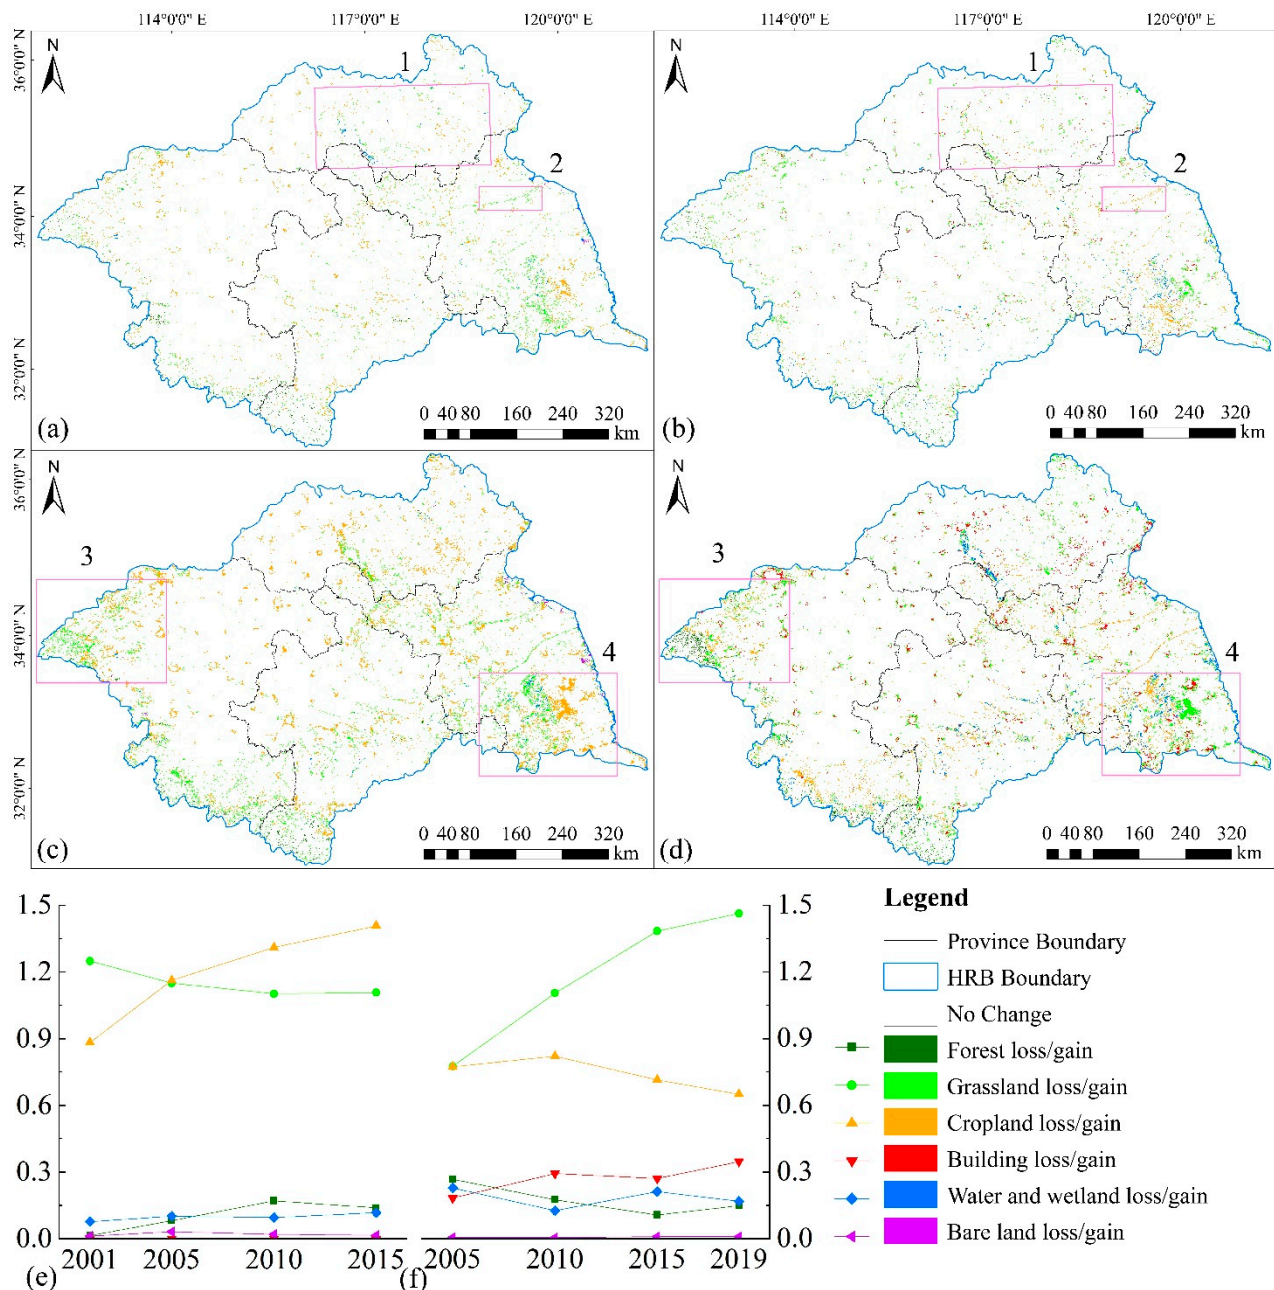 114°0'0" E 117°0'0" E 120°0'0" E 114°0'0" E 117°0'0" E 120°0'0" E
36°0'0" N
34°0'0" N
32°0'0" N
N
1
2
0 40 80 160 240 320
km
(a)
N
1
2
0 40 80 160 240 320
km
(b)
36°0'0" N
34°0'0" N
32°0'0" N
N
3
4
0 40 80 160 240 320
km
(c)
N
3
4
0 40 80 160 240 320
km
(d)
1.5
1.2
0.9
0.6
0.3
0.0
2001 2005 2010 2015
(e)
1.5
1.2
0.9
0.6
0.3
0.0
2005 2010 2015 2019
(f)
Legend
Province Boundary
HRB Boundary
No Change
Forest loss/gain
Grassland loss/gain
Cropland loss/gain
Building loss/gain
Water and wetland loss/gain
Bare land loss/gain